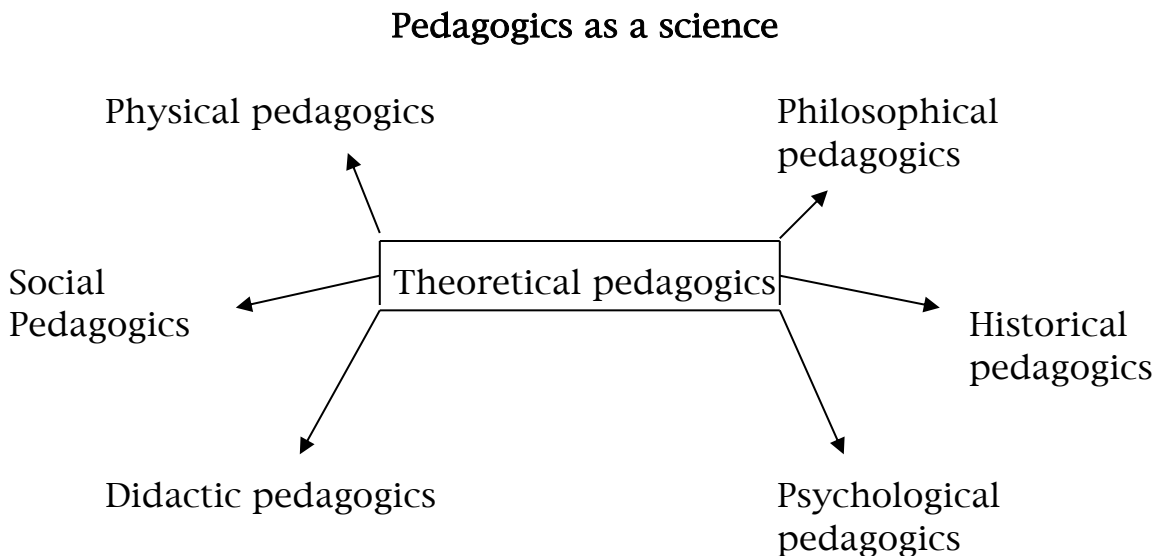 Pedagogics as a science
Physical pedagogics
Philosophical
pedagogics
Social
Pedagogics
Theoretical pedagogics
Historical
pedagogics
Didactic pedagogics
Psychological
pedagogics